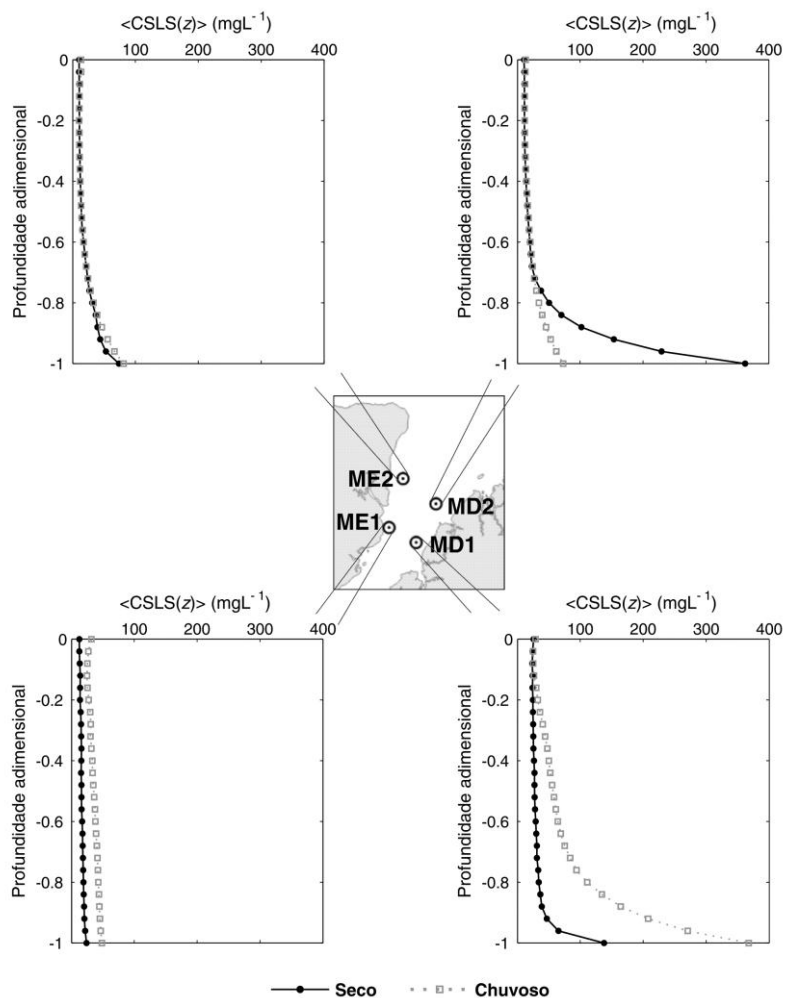 <CSLS(z)> (mgL⁻¹)
0 100 200 300 400
Profundidade adimensional
0
-0.2
-0.4
-0.6
-0.8
-1
<CSLS(z)> (mgL⁻¹)
0 100 200 300 400
Profundidade adimensional
0
-0.2
-0.4
-0.6
-0.8
-1
ME2
MD2
ME1
MD1
<CSLS(z)> (mgL⁻¹)
0 100 200 300 400
Profundidade adimensional
0
-0.2
-0.4
-0.6
-0.8
-1
<CSLS(z)> (mgL⁻¹)
0 100 200 300 400
Profundidade adimensional
0
-0.2
-0.4
-0.6
-0.8
-1
Seco Chuvoso